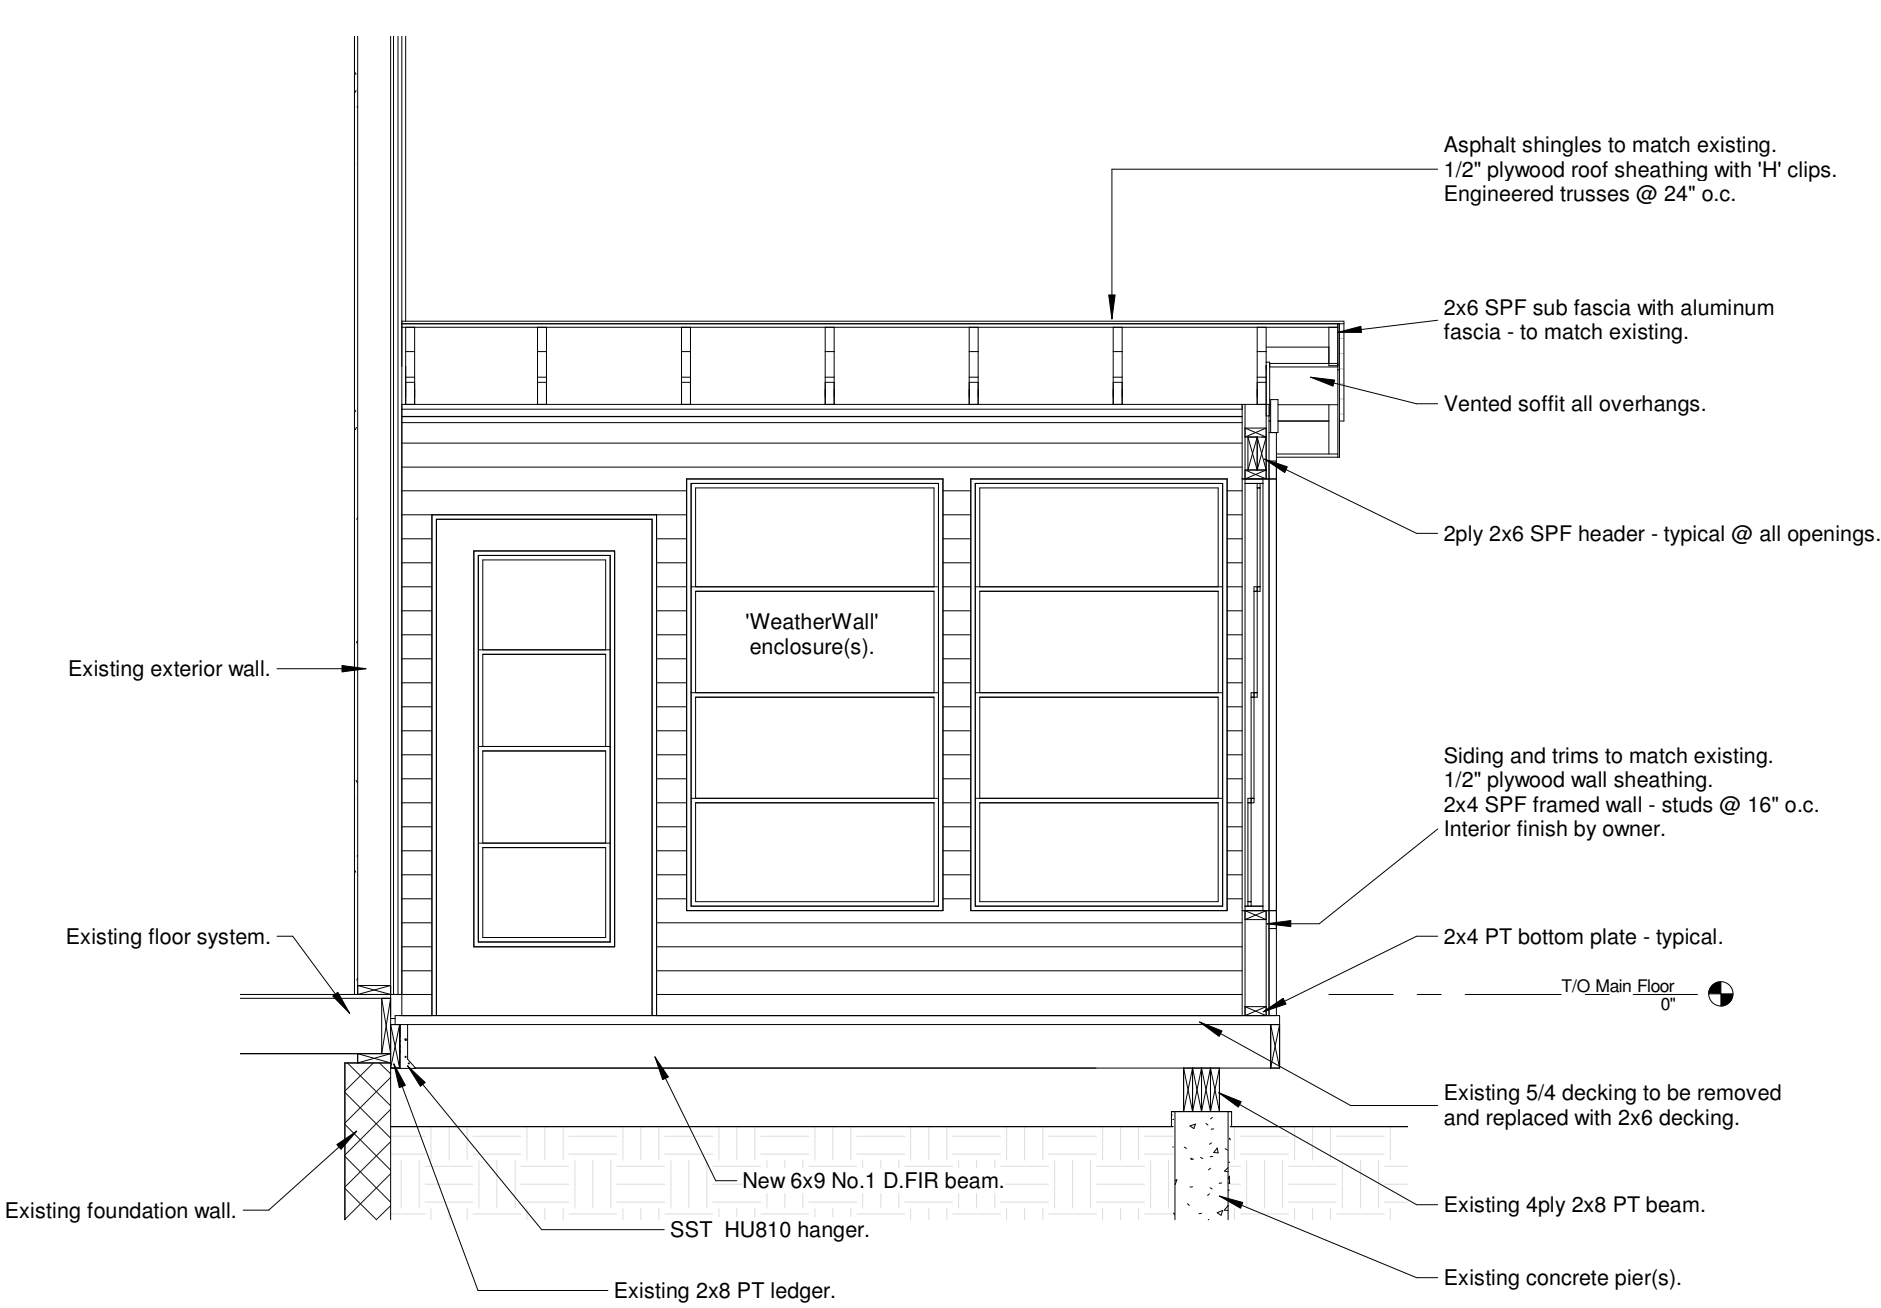 Asphalt shingles to match existing.
1/2" plywood roof sheathing with 'H' clips.
Engineered trusses @ 24" o.c.
2x6 SPF sub fascia with aluminum
fascia - to match existing.
Vented soffit all overhangs.
2ply 2x6 SPF header - typical @ all openings.
'WeatherWall'
enclosure(s).
Existing exterior wall.
Siding and trims to match existing.
1/2" plywood wall sheathing.
2x4 SPF framed wall - studs @ 16" o.c.
Interior finish by owner.
Existing floor system.
2x4 PT bottom plate - typical.
T/O Main Floor
0"
Existing 5/4 decking to be removed
and replaced with 2x6 decking.
New 6x9 No.1 D.FIR beam.
Existing 4ply 2x8 PT beam.
Existing foundation wall.
SST HU810 hanger.
Existing concrete pier(s).
Existing 2x8 PT ledger.